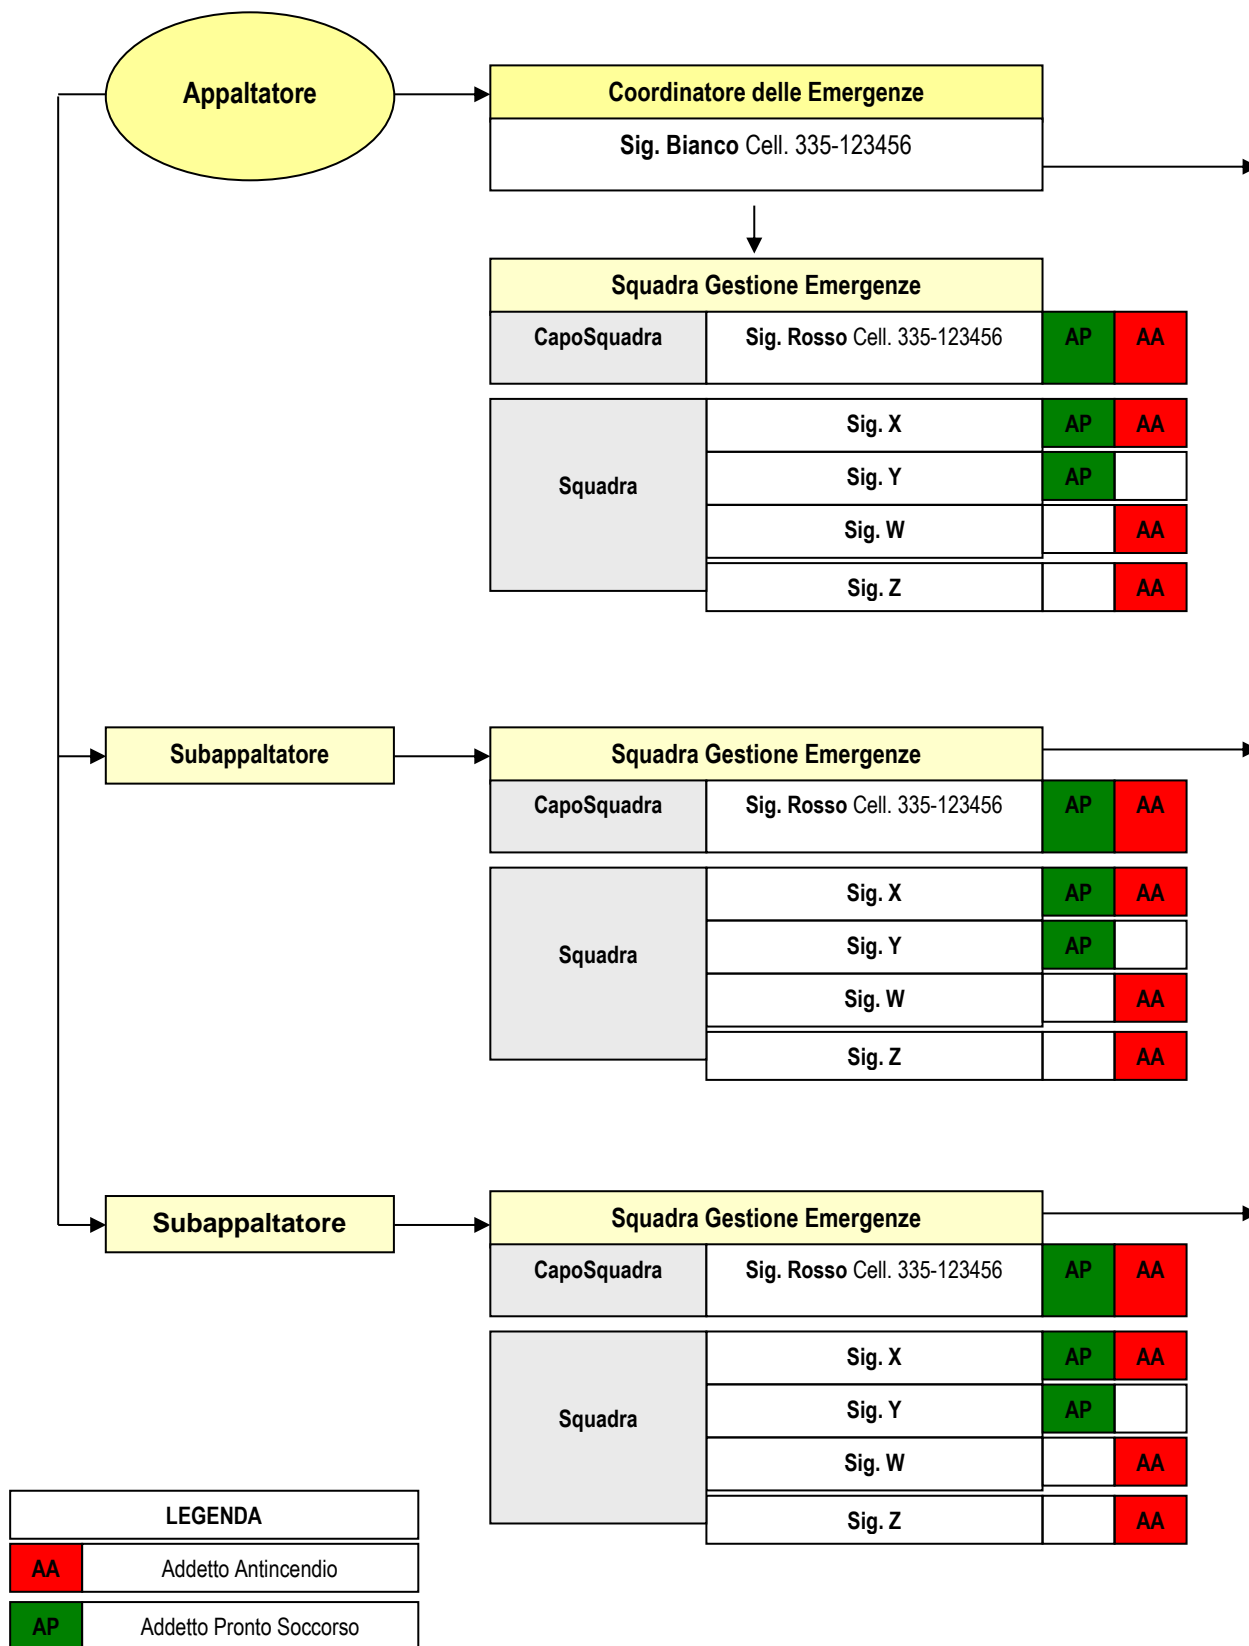 Appaltatore
Coordinatore delle Emergenze
Sig. Bianco Cell. 335-123456
Squadra Gestione Emergenze
CapoSquadra Sig. Rosso Cell. 335-123456 AP AA
Sig. X AP AA
Squadra Sig. Y AP
Sig. W AA
Sig. Z AA
Subappaltatore
Squadra Gestione Emergenze
CapoSquadra Sig. Rosso Cell. 335-123456 AP AA
Sig. X AP AA
Squadra Sig. Y AP
Sig. W AA
Sig. Z AA
Subappaltatore
Squadra Gestione Emergenze
CapoSquadra Sig. Rosso Cell. 335-123456 AP AA
Sig. X AP AA
Squadra Sig. Y AP
Sig. W AA
Sig. Z AA
LEGENDA
AA Addetto Antincendio
AP Addetto Pronto Soccorso